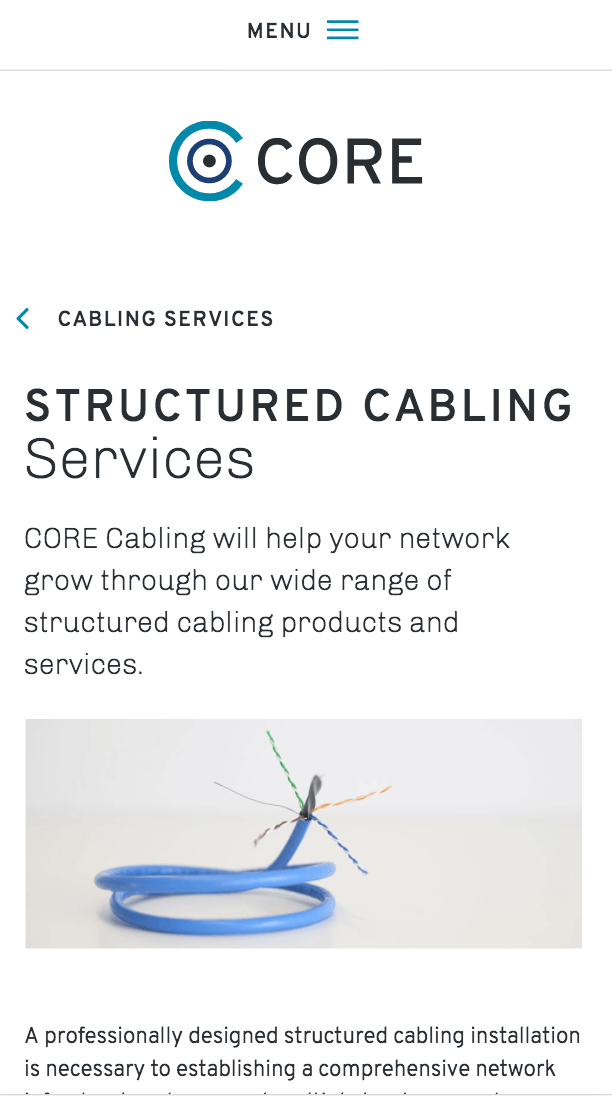 MENU
CORE
CABLING SERVICES
STRUCTURED CABLING
Services
CORE Cabling will help your network
grow through our wide range of
structured cabling products and
services.
A professionally designed structured cabling installation
is necessary to establishing a comprehensive network